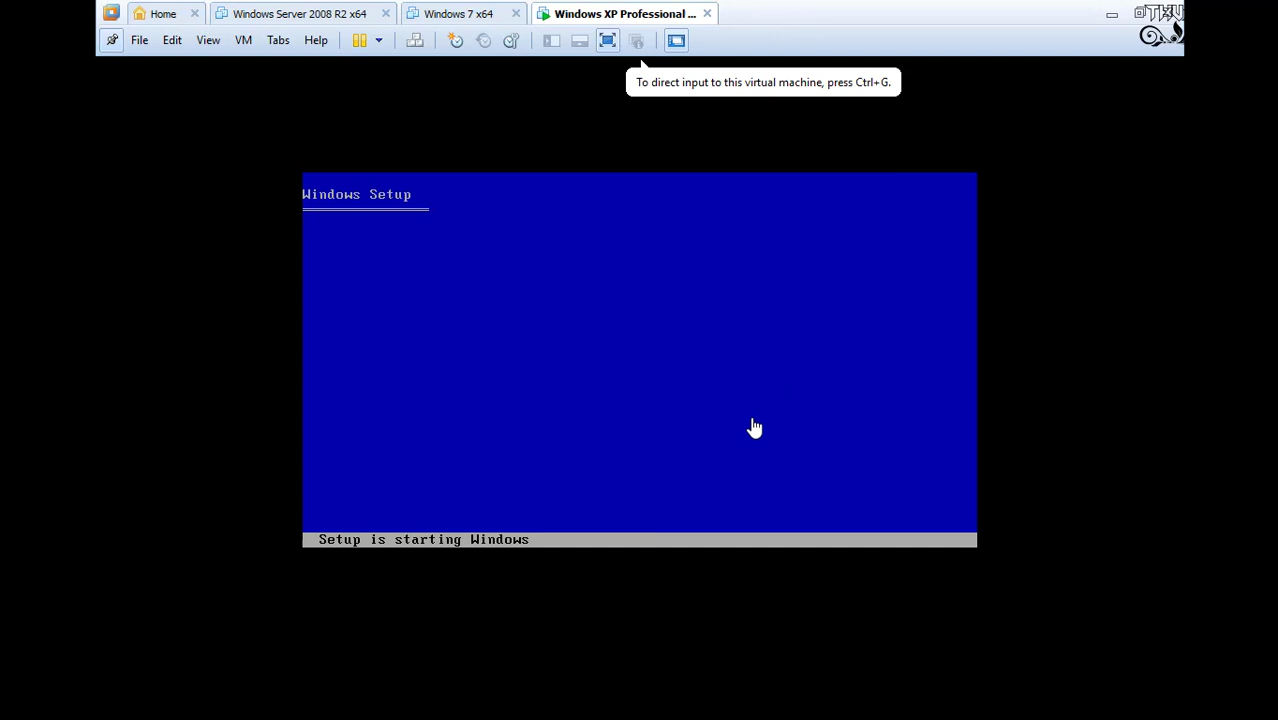 Home
Windows Server 2008 R2 x64
Windows 7 x64
Windows XP Professional ...
File Edit View VM Tabs Help
To direct input to this virtual machine, press Ctrl+G.
Windows Setup
Setup is starting Windows